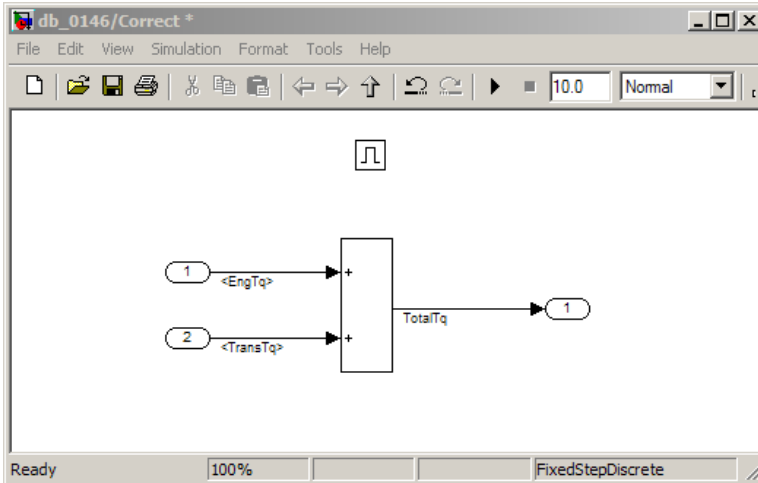 db_0146/Correct *
File Edit View Simulation Format Tools Help
10.0 Normal
1 <EngTq> +
2 <TransTq> +
TotalTq 1
Ready 100% FixedStepDiscrete